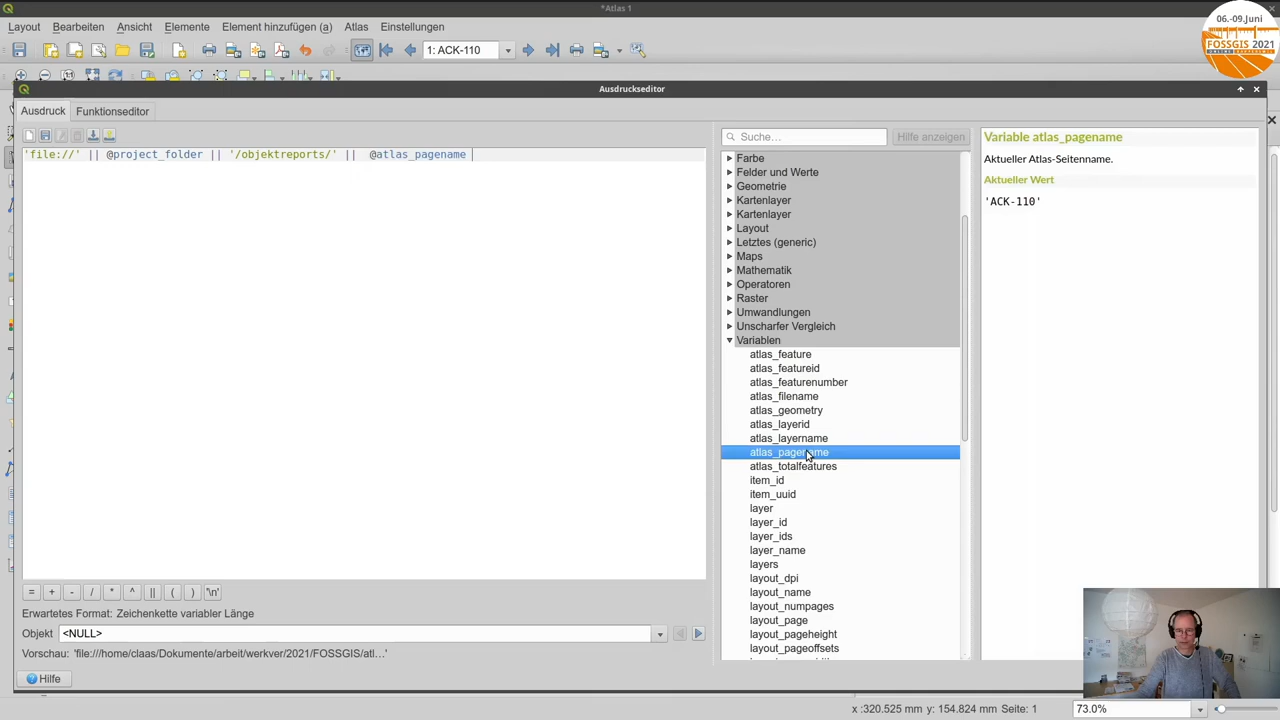 *Atlas 1
Layout Bearbeiten Ansicht Elemente Element hinzufügen (a) Atlas Einstellungen
1: ACK-110
06.-09.Juni
FOSSGIS 2021
Ausdruckseditor
Ausdruck Funktionseditor
Suche… Hilfe anzeigen
'file://' || @project_folder || '/objektreports/' || @atlas_pagename
Farbe
Felder und Werte
Geometrie
Kartenlayer
Kartenlayer
Layout
Letztes (generic)
Maps
Mathematik
Operatoren
Raster
Umwandlungen
Unscharfer Vergleich
Variablen
atlas_feature
atlas_featureid
atlas_featurenumber
atlas_filename
atlas_geometry
atlas_layerid
atlas_layername
atlas_pagename
atlas_totalfeatures
item_id
item_uuid
layer
layer_id
layer_ids
layer_name
layers
layout_dpi
layout_name
layout_numpages
layout_page
layout_pageheight
layout_pageoffsets
Variable atlas_pagename
Aktueller Atlas-Seitenname.
Aktueller Wert
'ACK-110'
= + - / * ^ || ( ) '\n'
Erwartetes Format: Zeichenkette variabler Länge
Objekt <NULL>
Vorschau: 'file:///home/claas/Dokumente/arbeit/werkver/2021/FOSSGIS/atl…'
Hilfe
x :320.525 mm y: 154.824 mm Seite: 1 73.0%